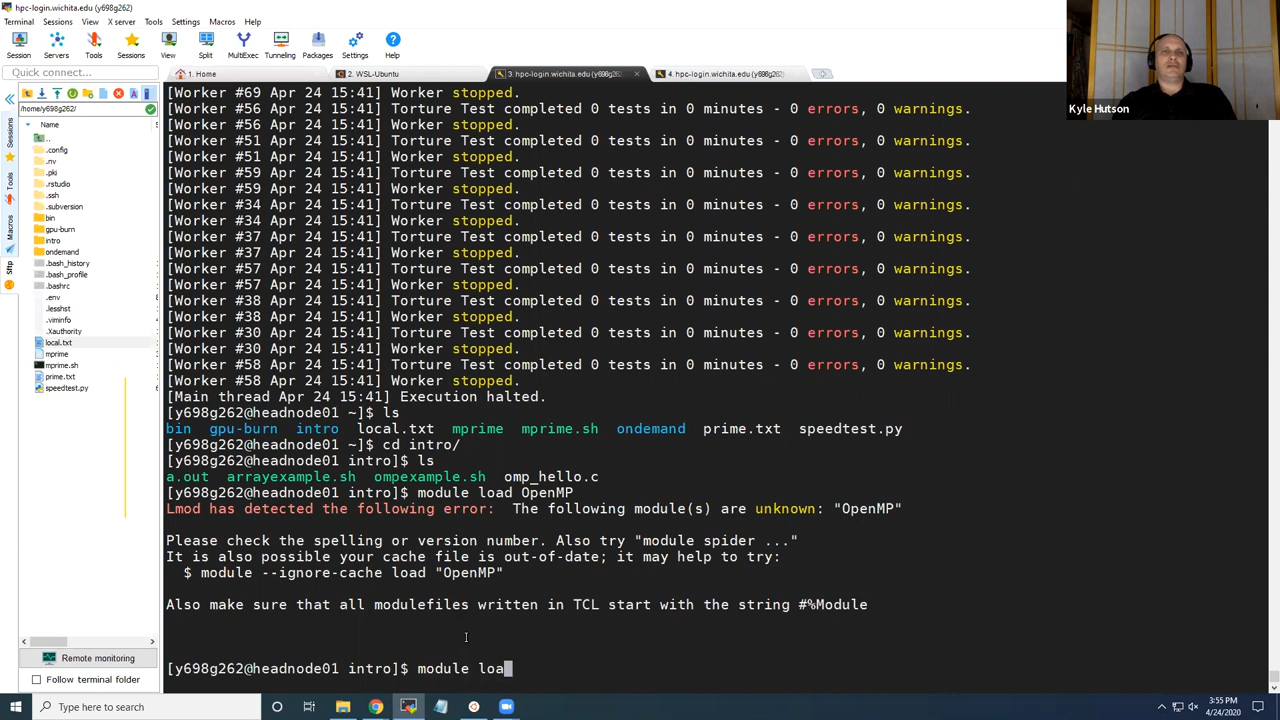 hpc-login.wichita.edu (y698g262)
Terminal Sessions View X server Tools Settings Macros Help
Session Servers Tools Sessions View Split MultiExec Tunneling Packages Settings Help
Quick connect...
1. Home
2. WSL-Ubuntu
3. hpc-login.wichita.edu (y698g262)
4. hpc-login.wichita.edu (y698g262)
Kyle Hutson
/home/y698g262/
Name
..
.config
.nv
.pki
.rstudio
.ssh
.subversion
bin
gpu-burn
intro
ondemand
.bash_history
.bash_profile
.bashrc
.env
.lesshst
.viminfo
.Xauthority
local.txt
mprime
mprime.sh
prime.txt
speedtest.py
Sessions
Tools
Macros
Sftp
Remote monitoring
Follow terminal folder
[Worker #69 Apr 24 15:41] Worker stopped.
[Worker #56 Apr 24 15:41] Torture Test completed 0 tests in 0 minutes - 0 errors, 0 warnings.
[Worker #56 Apr 24 15:41] Worker stopped.
[Worker #51 Apr 24 15:41] Torture Test completed 0 tests in 0 minutes - 0 errors, 0 warnings.
[Worker #51 Apr 24 15:41] Worker stopped.
[Worker #59 Apr 24 15:41] Torture Test completed 0 tests in 0 minutes - 0 errors, 0 warnings.
[Worker #59 Apr 24 15:41] Worker stopped.
[Worker #34 Apr 24 15:41] Torture Test completed 0 tests in 0 minutes - 0 errors, 0 warnings.
[Worker #34 Apr 24 15:41] Worker stopped.
[Worker #37 Apr 24 15:41] Torture Test completed 0 tests in 0 minutes - 0 errors, 0 warnings.
[Worker #37 Apr 24 15:41] Worker stopped.
[Worker #57 Apr 24 15:41] Torture Test completed 0 tests in 0 minutes - 0 errors, 0 warnings.
[Worker #57 Apr 24 15:41] Worker stopped.
[Worker #38 Apr 24 15:41] Torture Test completed 0 tests in 0 minutes - 0 errors, 0 warnings.
[Worker #38 Apr 24 15:41] Worker stopped.
[Worker #30 Apr 24 15:41] Torture Test completed 0 tests in 0 minutes - 0 errors, 0 warnings.
[Worker #30 Apr 24 15:41] Worker stopped.
[Worker #58 Apr 24 15:41] Torture Test completed 0 tests in 0 minutes - 0 errors, 0 warnings.
[Worker #58 Apr 24 15:41] Worker stopped.
[Main thread Apr 24 15:41] Execution halted.
[y698g262@headnode01 ~]$ ls
bin gpu-burn intro local.txt mprime mprime.sh ondemand prime.txt speedtest.py
[y698g262@headnode01 ~]$ cd intro/
[y698g262@headnode01 intro]$ ls
a.out arrayexample.sh ompexample.sh omp_hello.c
[y698g262@headnode01 intro]$ module load OpenMP
Lmod has detected the following error: The following module(s) are unknown: "OpenMP"
Please check the spelling or version number. Also try "module spider ..."
It is also possible your cache file is out-of-date; it may help to try:
$ module --ignore-cache load "OpenMP"
Also make sure that all modulefiles written in TCL start with the string #%Module
[y698g262@headnode01 intro]$ module loa
Type here to search
3:55 PM
4/24/2020